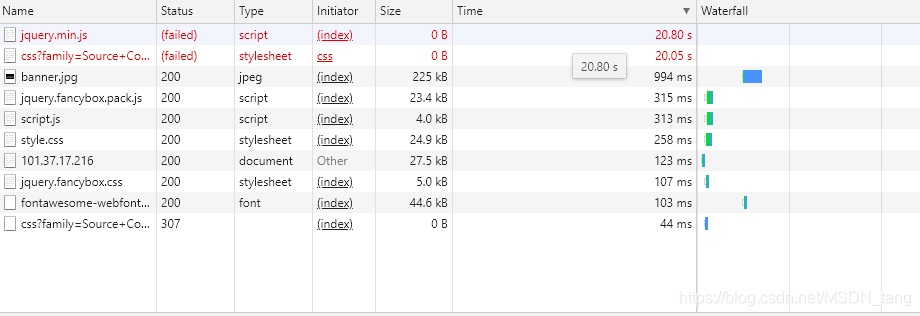 Name Status Type Initiator Size Time Waterfall
jquery.min.js (failed) script (index) 0 B 20.80 s
css?family=Source+Co... (failed) stylesheet css 0 B 20.05 s
20.80 s
banner.jpg 200 jpeg (index) 225 kB 994 ms
jquery.fancybox.pack.js 200 script (index) 23.4 kB 315 ms
script.js 200 script (index) 4.0 kB 313 ms
style.css 200 stylesheet (index) 24.9 kB 258 ms
101.37.17.216 200 document Other 27.5 kB 123 ms
jquery.fancybox.css 200 stylesheet (index) 5.0 kB 107 ms
fontawesome-webfont... 200 font (index) 44.6 kB 103 ms
css?family=Source+Co... 307 (index) 0 B 44 ms
https://blog.csdn.net/MSDN_tang